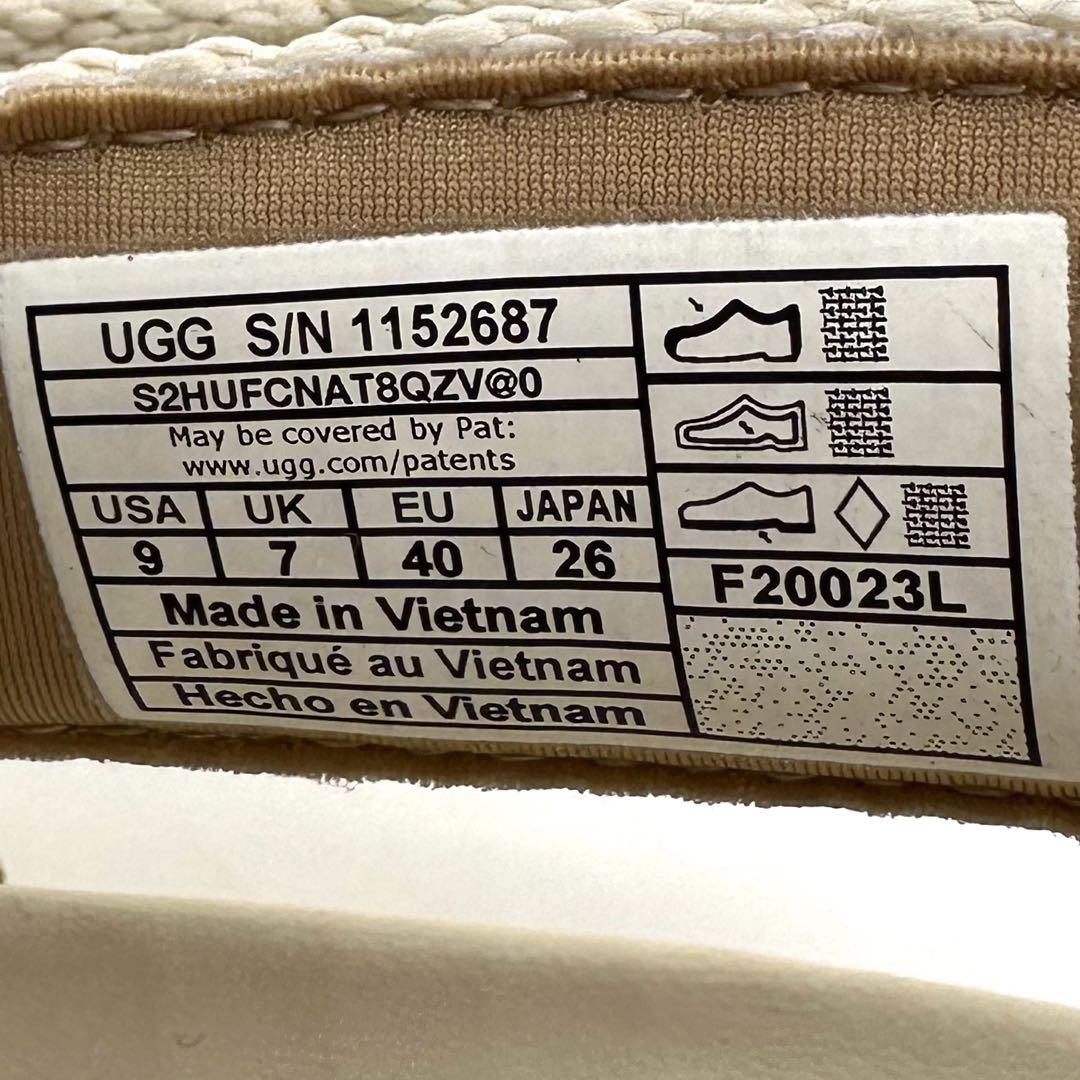 UGG S/N 1152687
S2HUFCNAT8QZV@0
May be covered by Pat:
www.ugg.com/patents
USA UK EU JAPAN
9 7 40 26
Made in Vietnam
Fabriqué au Vietnam
Hecho en Vietnam
F20023L